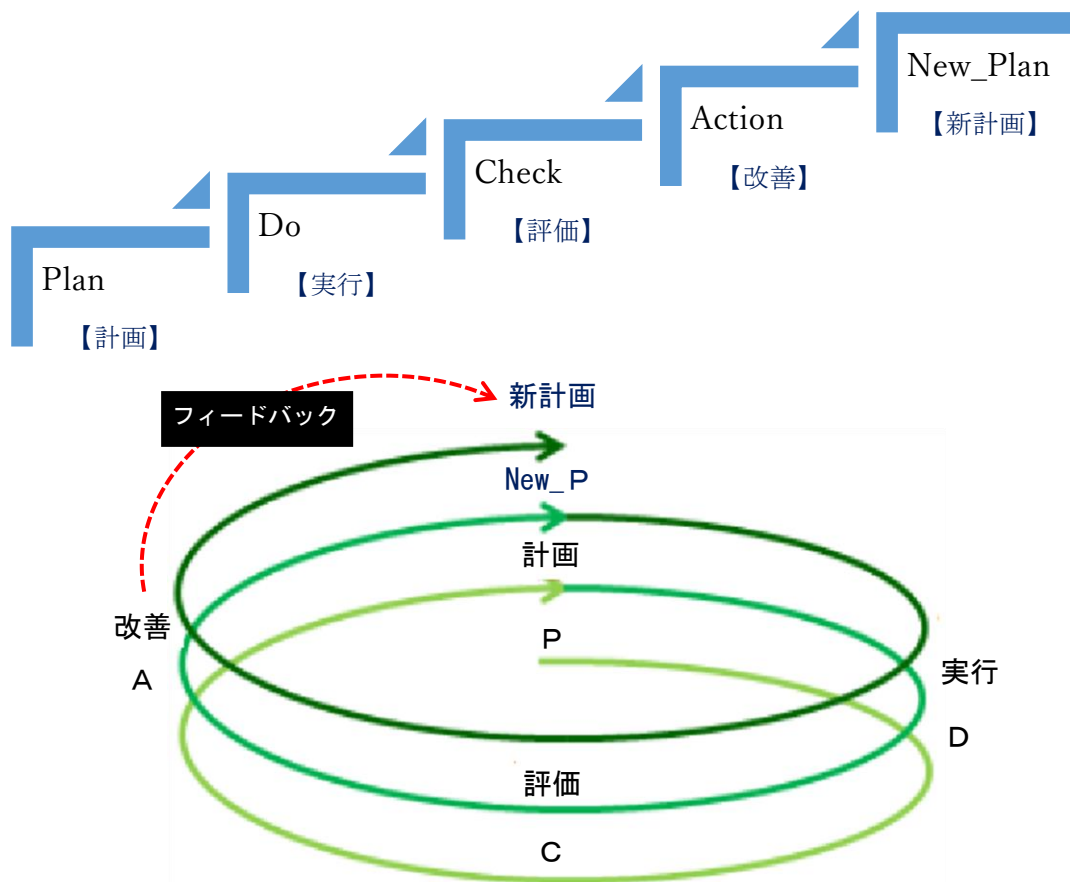 New_Plan
【新計画】
Action
【改善】
Check
【評価】
Do
【実行】
Plan
【計画】
新計画
フィードバック
New_P
計画
改善
P
A
実行
D
評価
C